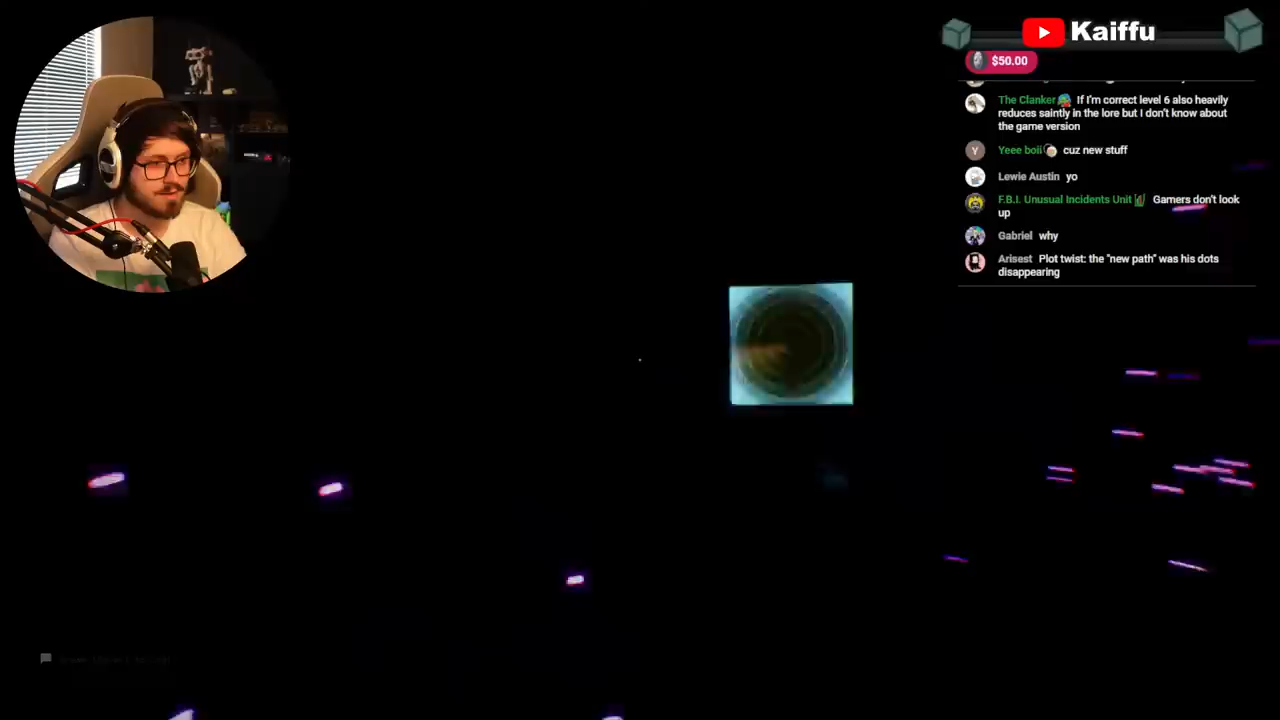 Kaiffu
$50.00
The Clanker If I'm correct level 6 also heavily
reduces saintly in the lore but I don't know about
the game version
Yeee boii cuz new stuff
Lewie Austin yo
F.B.I. Unusual Incidents Unit Gamers don't look
up
Gabriel why
Arisest Plot twist: the "new path" was his dots
disappearing